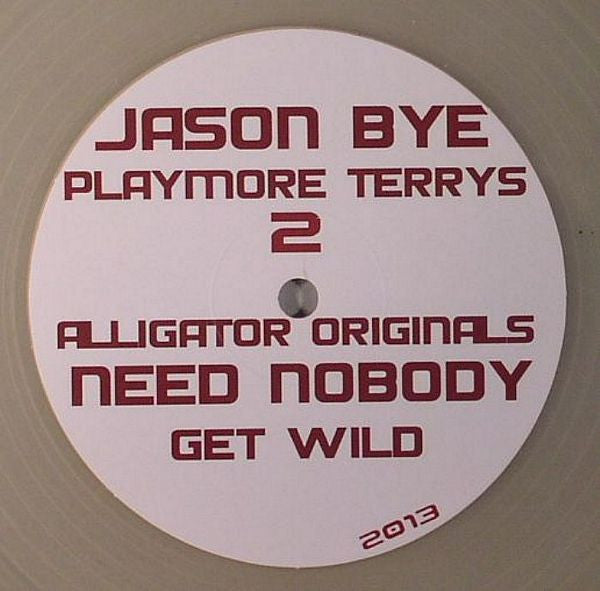 JASON BYE
PLAYMORE TERRYS
2
ALLIGATOR ORIGINALS
NEED NOBODY
GET WILD
2013